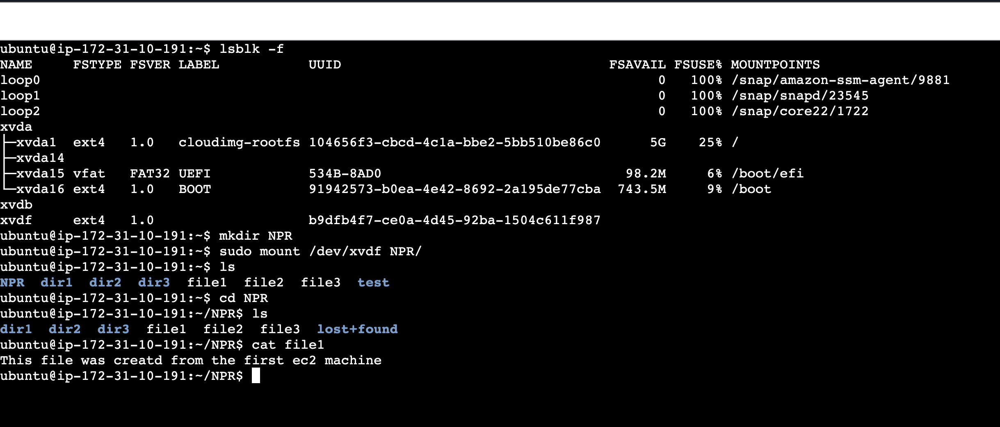 ubuntu@ip-172-31-10-191:~$ lsblk -f
NAME FSTYPE FSVER LABEL UUID FSAVAIL FSUSE% MOUNTPOINTS
loop0 0 100% /snap/amazon-ssm-agent/9881
loop1 0 100% /snap/snapd/23545
loop2 0 100% /snap/core22/1722
xvda
├─xvda1 ext4 1.0 cloudimg-rootfs 104656f3-cbcd-4c1a-bbe2-5bb510be86c0 5G 25% /
├─xvda14
├─xvda15 vfat FAT32 UEFI 534B-8AD0 98.2M 6% /boot/efi
└─xvda16 ext4 1.0 BOOT 91942573-b0ea-4e42-8692-2a195de77cba 743.5M 9% /boot
xvdb
xvdf ext4 1.0 b9dfb4f7-ce0a-4d45-92ba-1504c611f987
ubuntu@ip-172-31-10-191:~$ mkdir NPR
ubuntu@ip-172-31-10-191:~$ sudo mount /dev/xvdf NPR/
ubuntu@ip-172-31-10-191:~$ ls
NPR dir1 dir2 dir3 file1 file2 file3 test
ubuntu@ip-172-31-10-191:~$ cd NPR
ubuntu@ip-172-31-10-191:~/NPR$ ls
dir1 dir2 dir3 file1 file2 file3 lost+found
ubuntu@ip-172-31-10-191:~/NPR$ cat file1
This file was creatd from the first ec2 machine
ubuntu@ip-172-31-10-191:~/NPR$